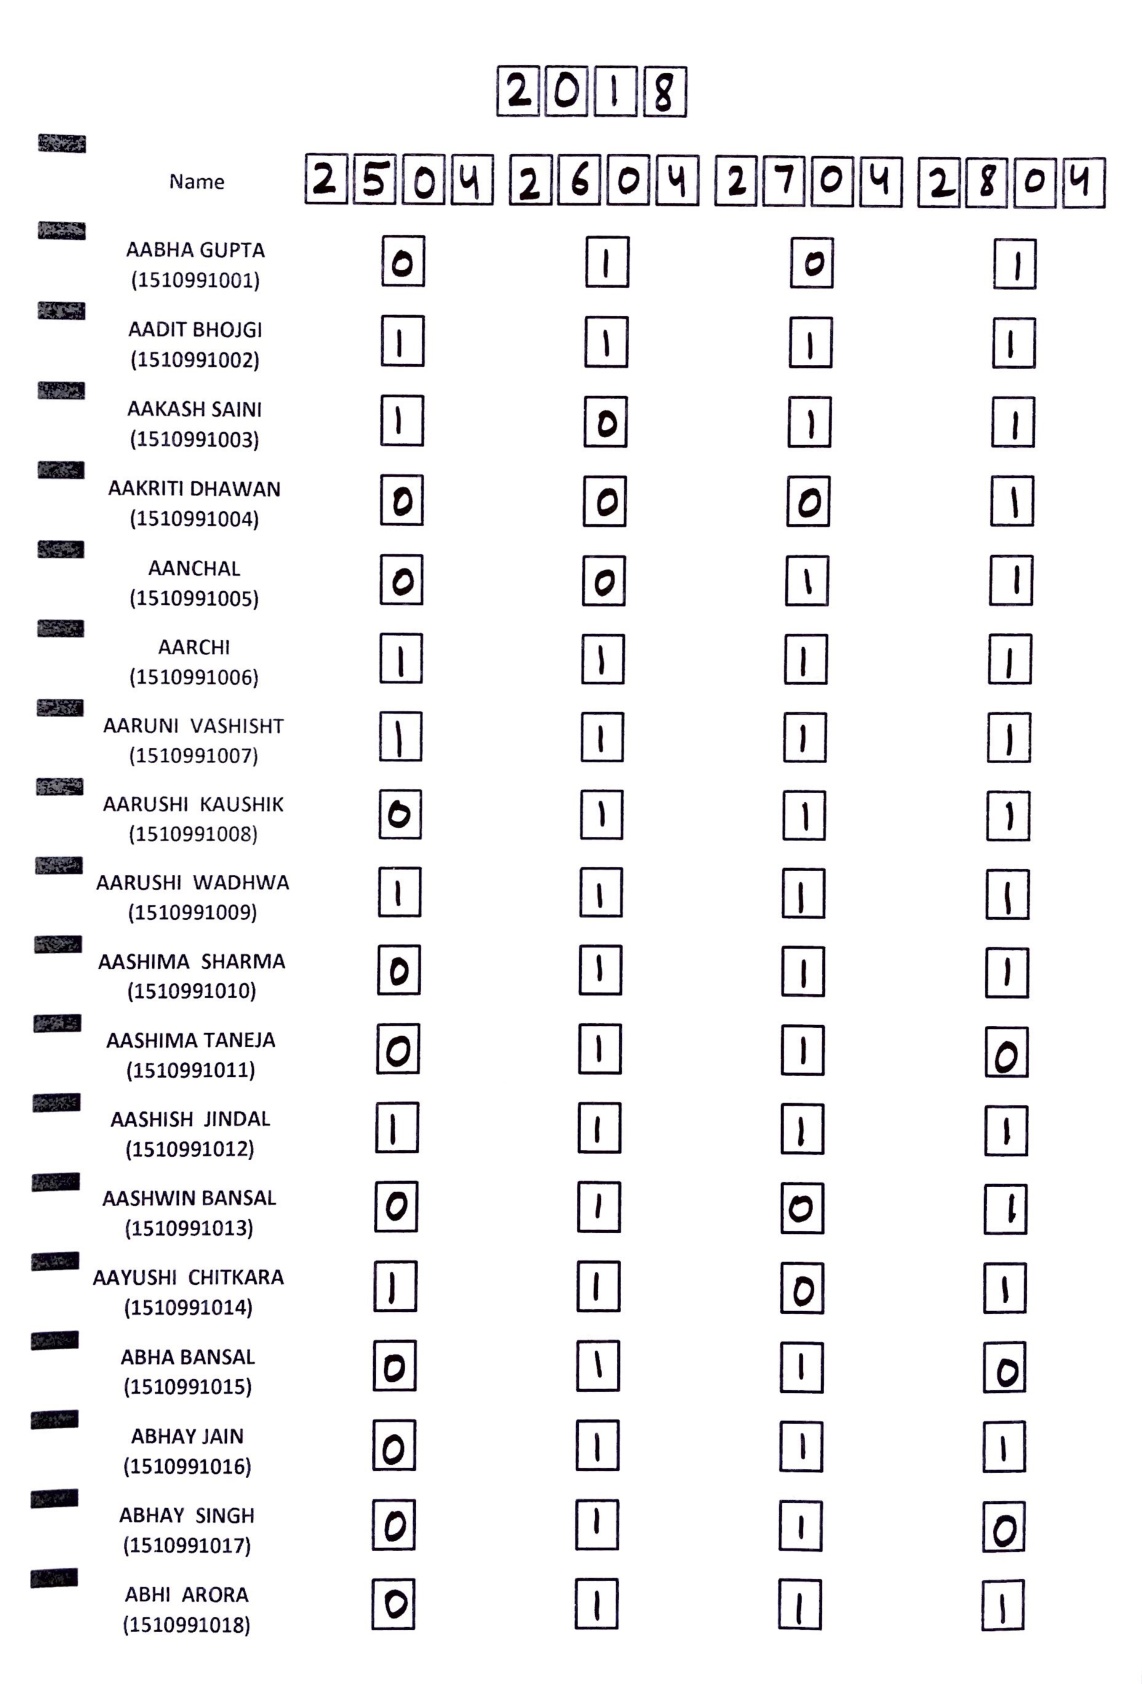 2018
Name 2504 2604 2704 2804
AABHA GUPTA 0 1 0 1
(1510991001)
AADIT BHOJGI 1 1 1 1
(1510991002)
AAKASH SAINI 1 0 1 1
(1510991003)
AAKRITI DHAWAN 0 0 0 1
(1510991004)
AANCHAL 0 0 1 1
(1510991005)
AARCHI 1 1 1 1
(1510991006)
AARUNI VASHISHT 1 1 1 1
(1510991007)
AARUSHI KAUSHIK 0 1 1 1
(1510991008)
AARUSHI WADHWA 1 1 1 1
(1510991009)
AASHIMA SHARMA 0 1 1 1
(1510991010)
AASHIMA TANEJA 0 1 1 0
(1510991011)
AASHISH JINDAL 1 1 1 1
(1510991012)
AASHWIN BANSAL 0 1 0 1
(1510991013)
AAYUSHI CHITKARA 1 1 0 1
(1510991014)
ABHA BANSAL 0 1 1 0
(1510991015)
ABHAY JAIN 0 1 1 1
(1510991016)
ABHAY SINGH 0 1 1 0
(1510991017)
ABHI ARORA 0 1 1 1
(1510991018)